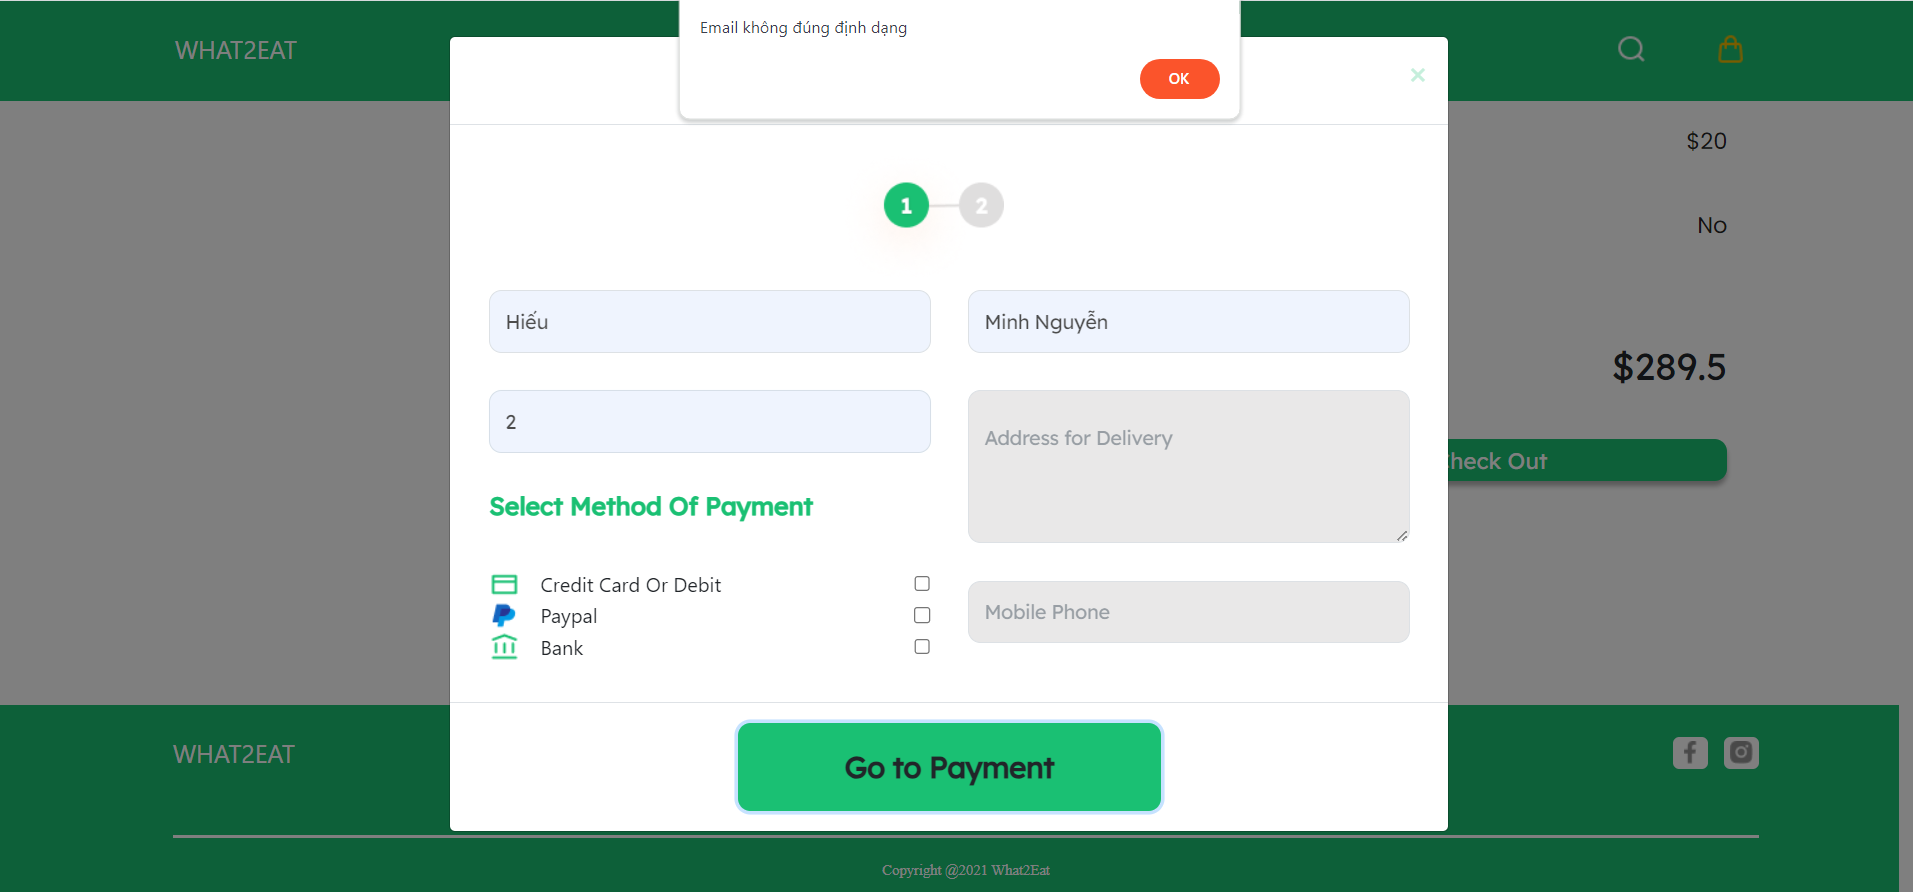 Email không đúng định dạng
OK
WHAT2EAT
×
$20
1
2
No
Hiếu
Minh Nguyễn
$289.5
2
Address for Delivery
heck Out
Select Method Of Payment
Credit Card Or Debit
Paypal
Mobile Phone
Bank
WHAT2EAT
Go to Payment
Copyright @2021 What2Eat